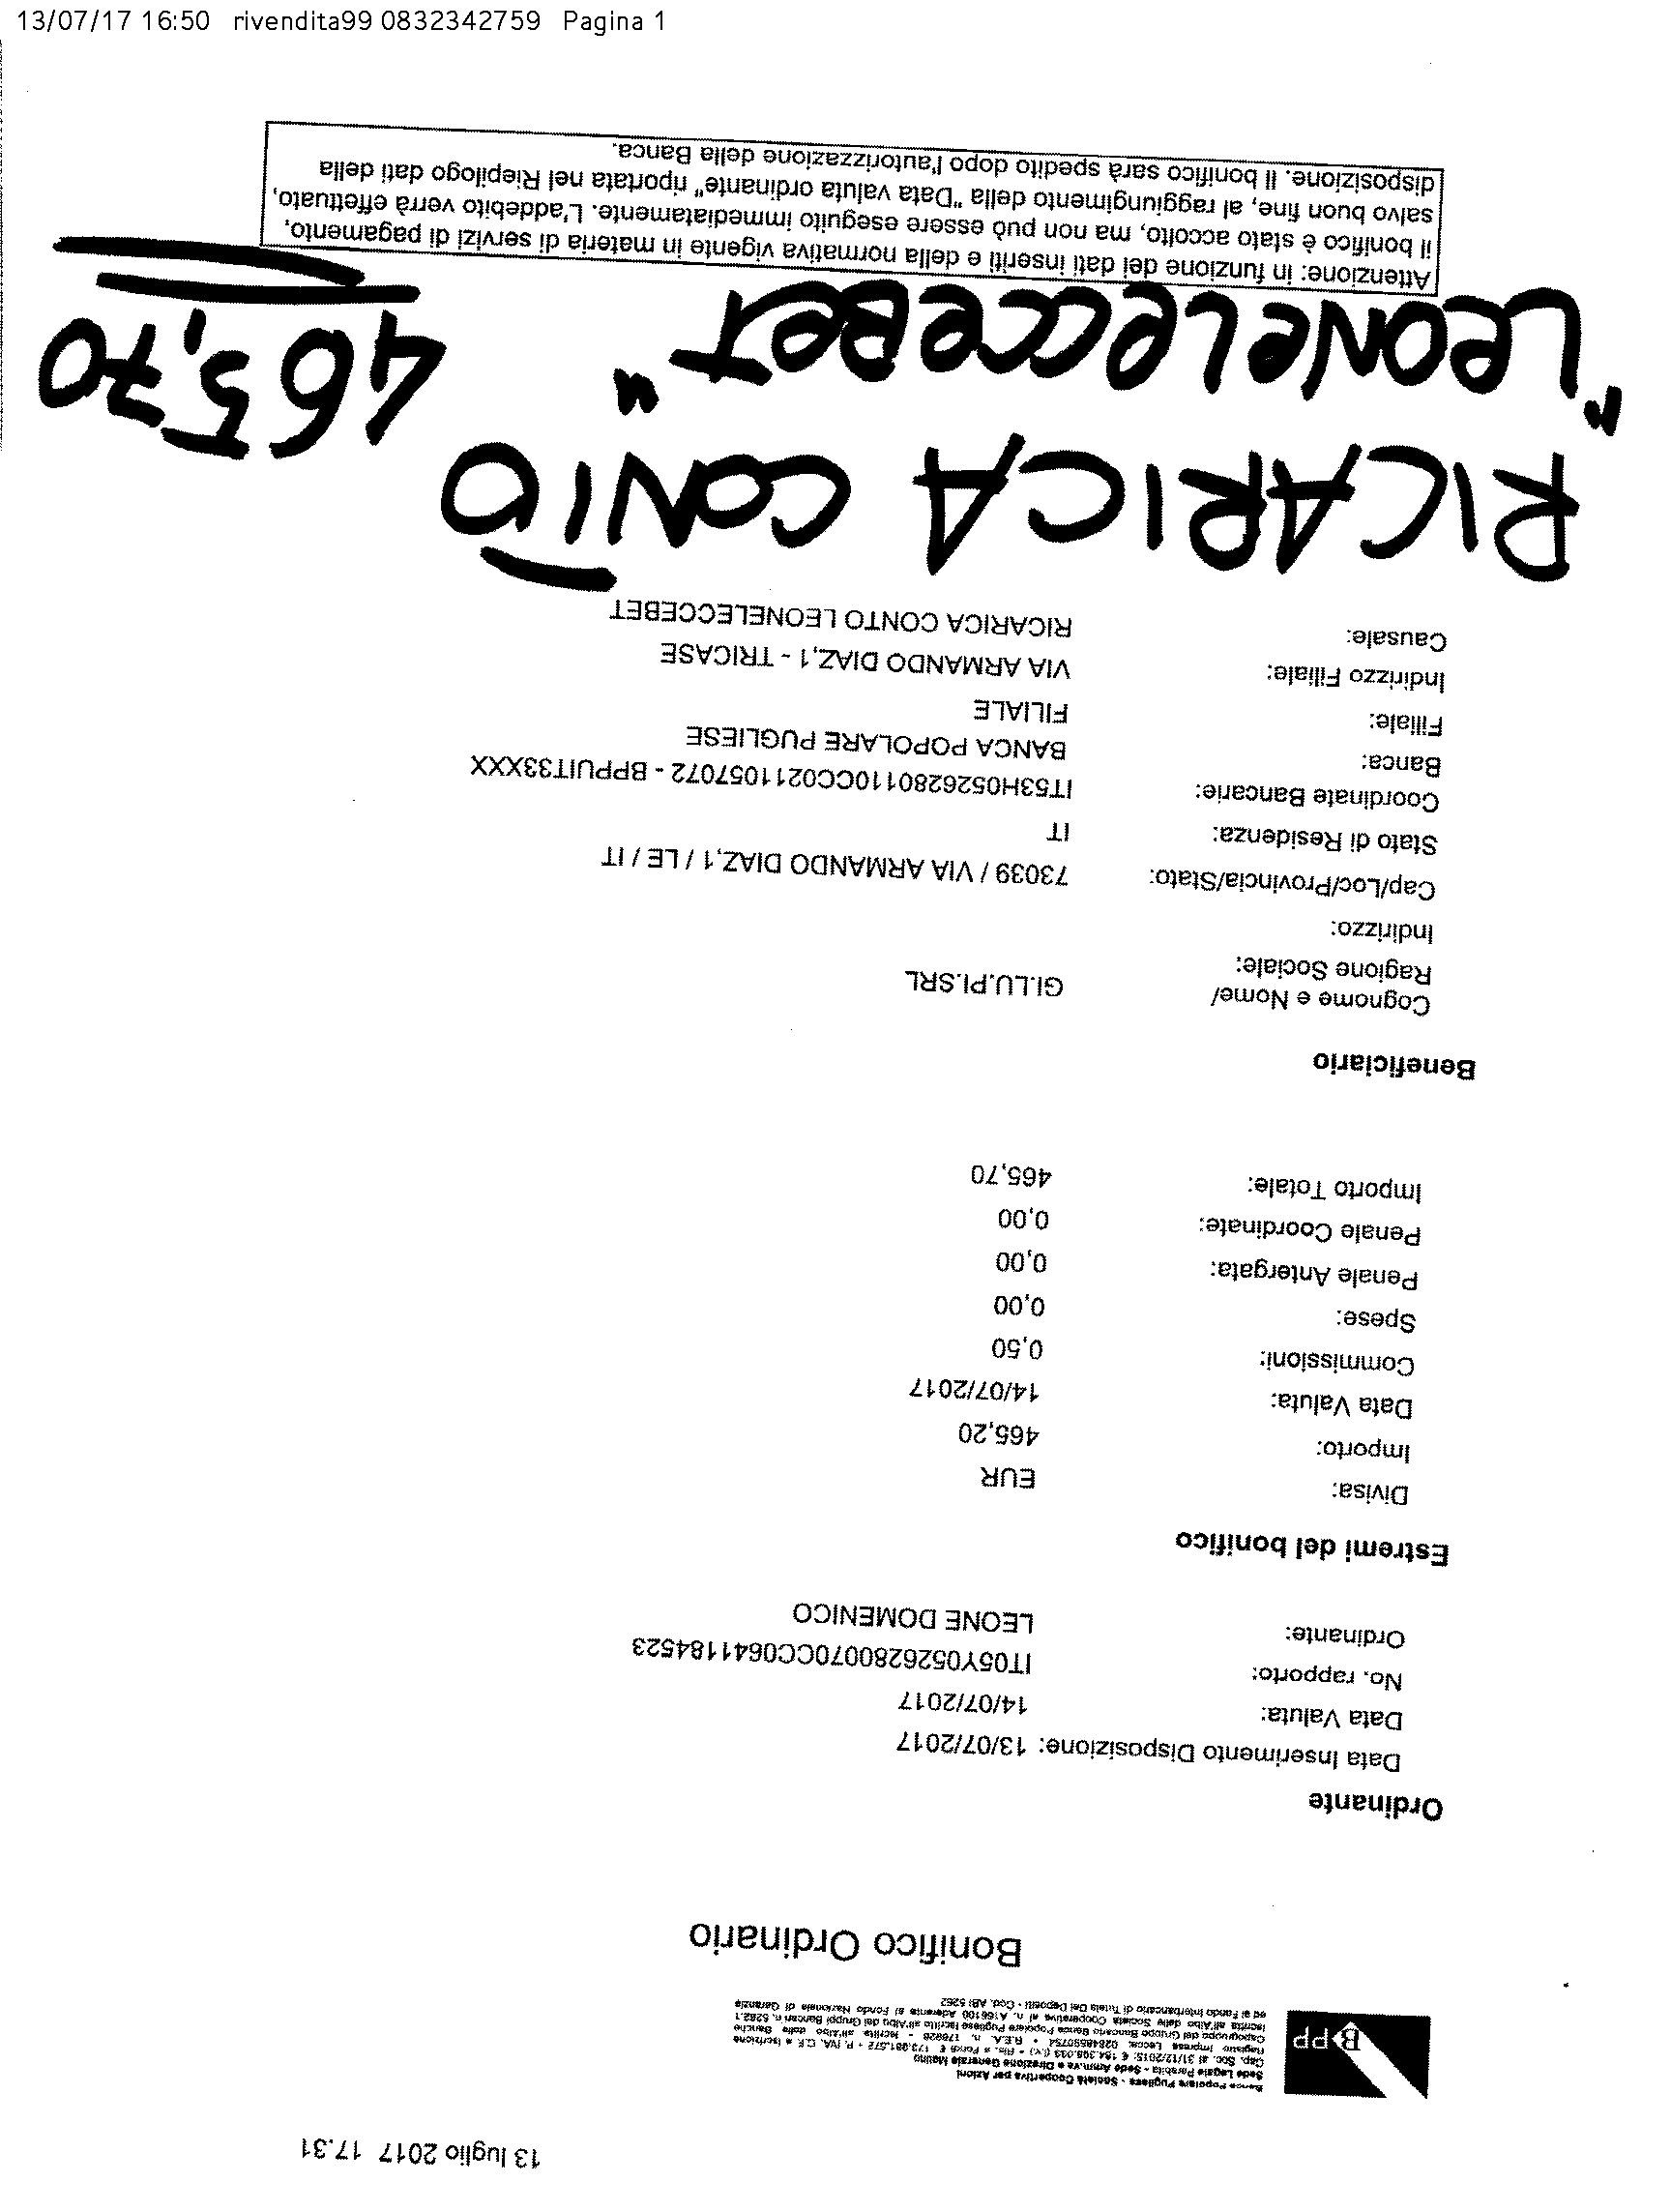 13/07/17 16:50 rivendita99 0832342759 Pagina 1
13 luglio 2017 17.31
BPP
Banca Popolare Pugliese - Società Cooperativa per Azioni
Sede Legale Parabita - Sede Amm.va e Direzione Generale Matino
Bonifico Ordinario
Ordinante
Data Inserimento Disposizione: 13/07/2017
Data Valuta: 14/07/2017
No. rapporto: IT05Y0526280070CC0641184523
Ordinante: LEONE DOMENICO
Estremi del bonifico
Divisa: EUR
Importo: 465,20
Data Valuta: 14/07/2017
Commissioni: 0,50
Spese: 0,00
Penale Antergata: 0,00
Penale Coordinate: 0,00
Importo Totale: 465,70
Beneficiario
Cognome e Nome/
Ragione Sociale: GI.LU.PI.SRL
Indirizzo:
Cap/Loc/Provincia/Stato: 73039 / VIA ARMANDO DIAZ,1 / LE / IT
Stato di Residenza: IT
Coordinate Bancarie: IT53H0526280110CC0211057072 - BPPUIT33XXX
Banca: BANCA POPOLARE PUGLIESE
Filiale: FILIALE
Indirizzo Filiale: VIA ARMANDO DIAZ,1 - TRICASE
Causale: RICARICA CONTO LEONELECCEBET
RICARICA CONTO
"LEONELECCEBET" 465,70
Attenzione: in funzione dei dati inseriti e della normativa vigente in materia di servizi di pagamento,
il bonifico è stato accolto, ma non può essere eseguito immediatamente. L'addebito verrà effettuato,
salvo buon fine, al raggiungimento della "Data valuta ordinante" riportata nel Riepilogo dati della
disposizione. Il bonifico sarà spedito dopo l'autorizzazione della Banca.